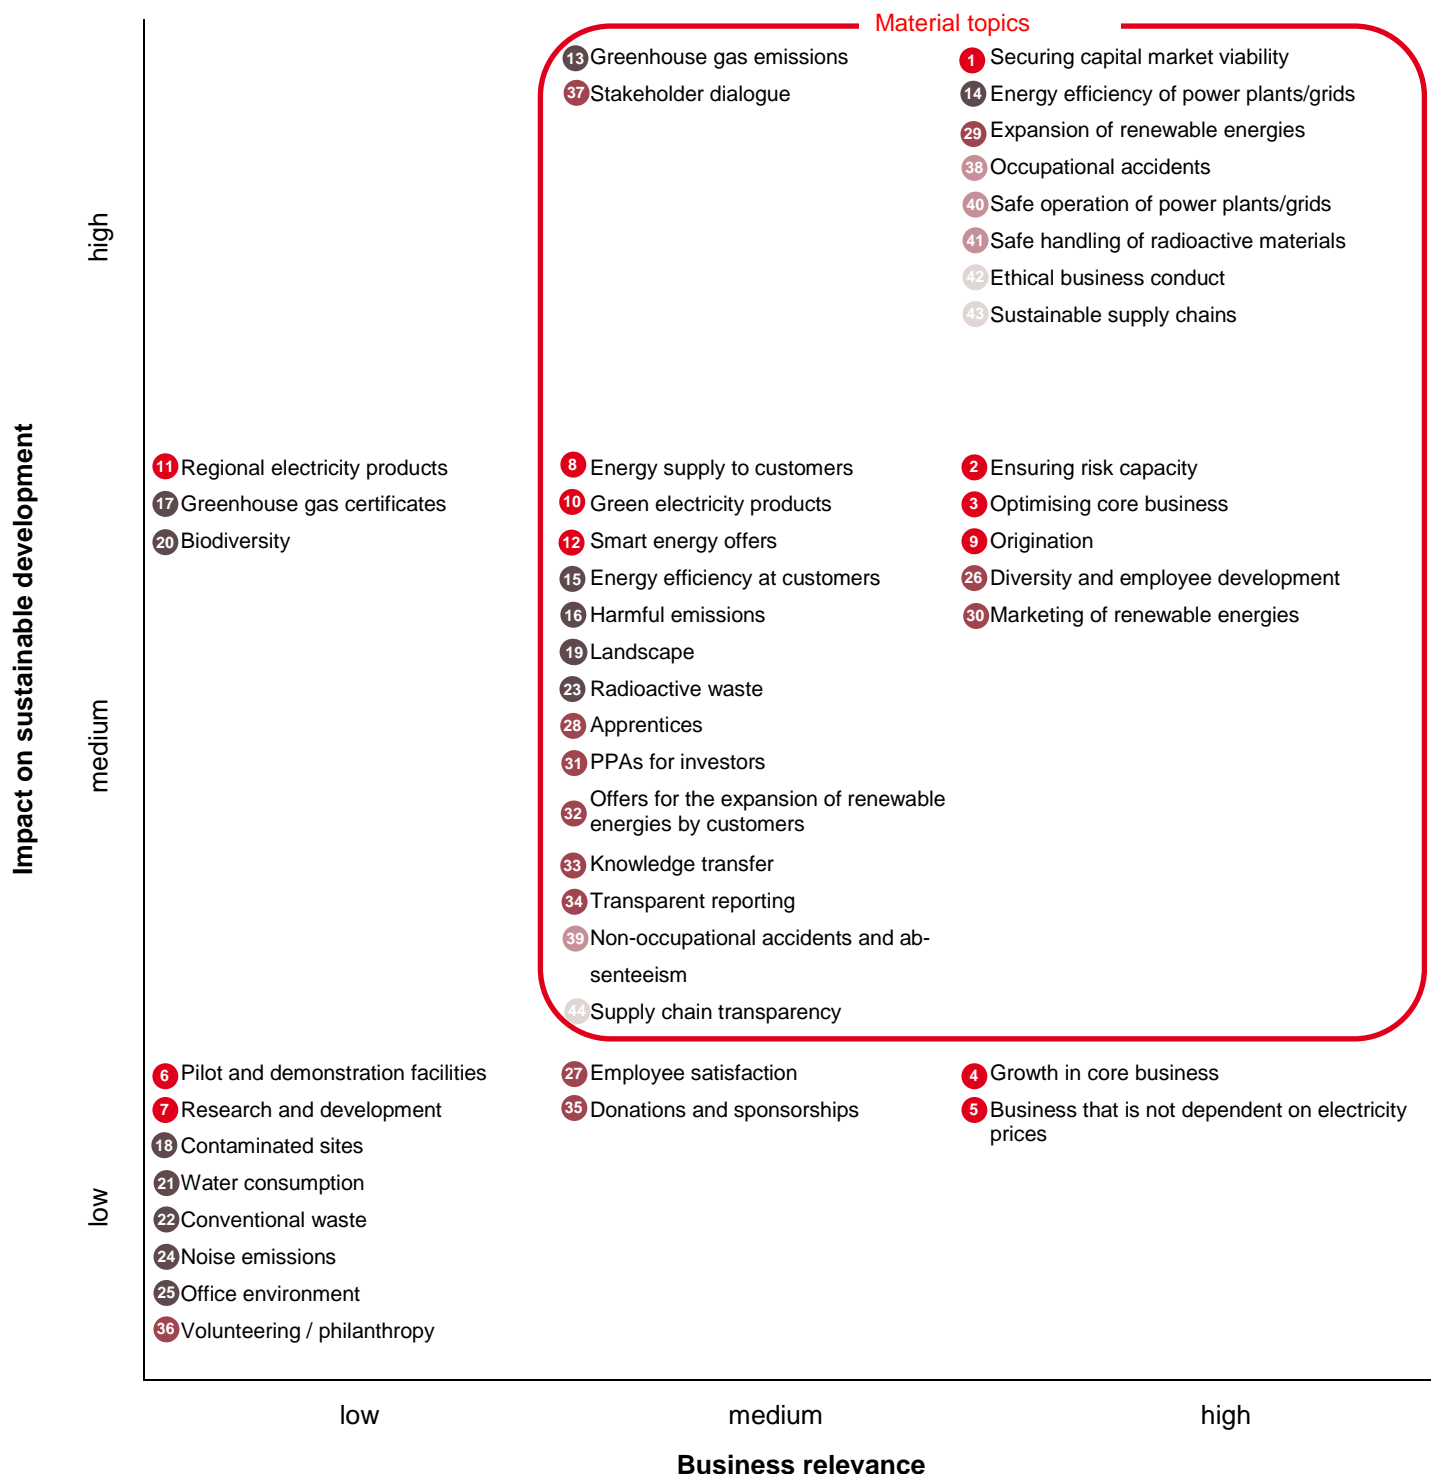 Material topics
13 Greenhouse gas emissions
37 Stakeholder dialogue
1 Securing capital market viability
14 Energy efficiency of power plants/grids
29 Expansion of renewable energies
38 Occupational accidents
40 Safe operation of power plants/grids
41 Safe handling of radioactive materials
42 Ethical business conduct
43 Sustainable supply chains
high
11 Regional electricity products
17 Greenhouse gas certificates
20 Biodiversity
8 Energy supply to customers
10 Green electricity products
12 Smart energy offers
15 Energy efficiency at customers
16 Harmful emissions
19 Landscape
23 Radioactive waste
28 Apprentices
31 PPAs for investors
32 Offers for the expansion of renewable
energies by customers
33 Knowledge transfer
34 Transparent reporting
39 Non-occupational accidents and ab-
senteeism
44 Supply chain transparency
2 Ensuring risk capacity
3 Optimising core business
9 Origination
26 Diversity and employee development
30 Marketing of renewable energies
medium
Impact on sustainable development
6 Pilot and demonstration facilities
7 Research and development
18 Contaminated sites
21 Water consumption
22 Conventional waste
24 Noise emissions
25 Office environment
36 Volunteering / philanthropy
27 Employee satisfaction
35 Donations and sponsorships
4 Growth in core business
5 Business that is not dependent on electricity
prices
low
low
medium
high
Business relevance